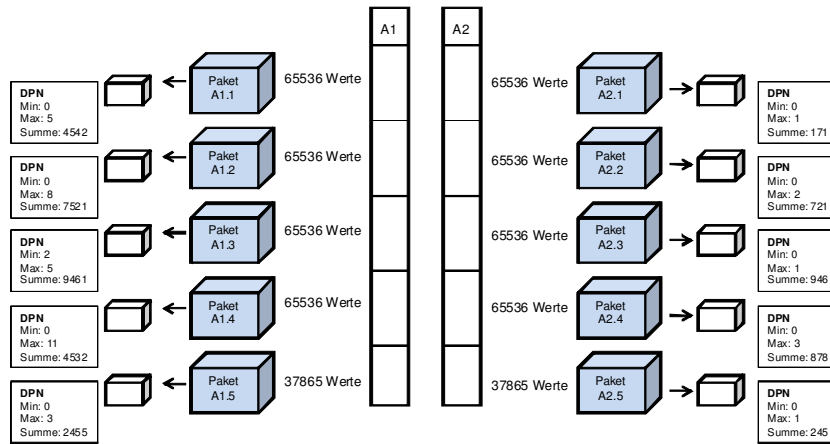 A1
A2
DPN
Min: 0
Max: 5
Summe: 4542
Paket
A1.1
65536 Werte
65536 Werte
Paket
A2.1
DPN
Min: 0
Max: 1
Summe: 171
DPN
Min: 0
Max: 8
Summe: 7521
Paket
A1.2
65536 Werte
65536 Werte
Paket
A2.2
DPN
Min: 0
Max: 2
Summe: 721
DPN
Min: 2
Max: 5
Summe: 9461
Paket
A1.3
65536 Werte
65536 Werte
Paket
A2.3
DPN
Min: 0
Max: 1
Summe: 946
DPN
Min: 0
Max: 11
Summe: 4532
Paket
A1.4
65536 Werte
65536 Werte
Paket
A2.4
DPN
Min: 0
Max: 3
Summe: 878
DPN
Min: 0
Max: 3
Summe: 2455
Paket
A1.5
37865 Werte
37865 Werte
Paket
A2.5
DPN
Min: 0
Max: 1
Summe: 245